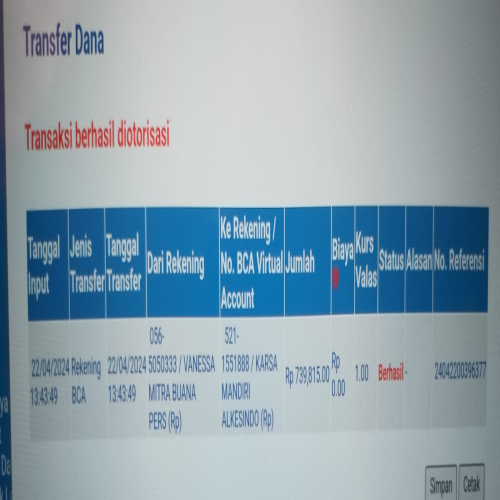 Transfer Dana
Transaksi berhasil diotorisasi
Tanggal Input
Jenis Transfer
Tanggal Transfer
Dari Rekening
Ke Rekening / No. BCA Virtual Account
Jumlah
Biaya
Kurs Valas
Status
Alasan
No. Referensi
22/04/2024 13:43:49
Rekening BCA
22/04/2024 13:43:49
056-5050333 / VANESSA MITRA BUANA PERS (Rp)
521-1551888 / KARSA MANDIRI ALKESINDO (Rp)
Rp 739,815.00
Rp 0.00
1.00
Berhasil
-
24042200396377
Simpan
Cetak